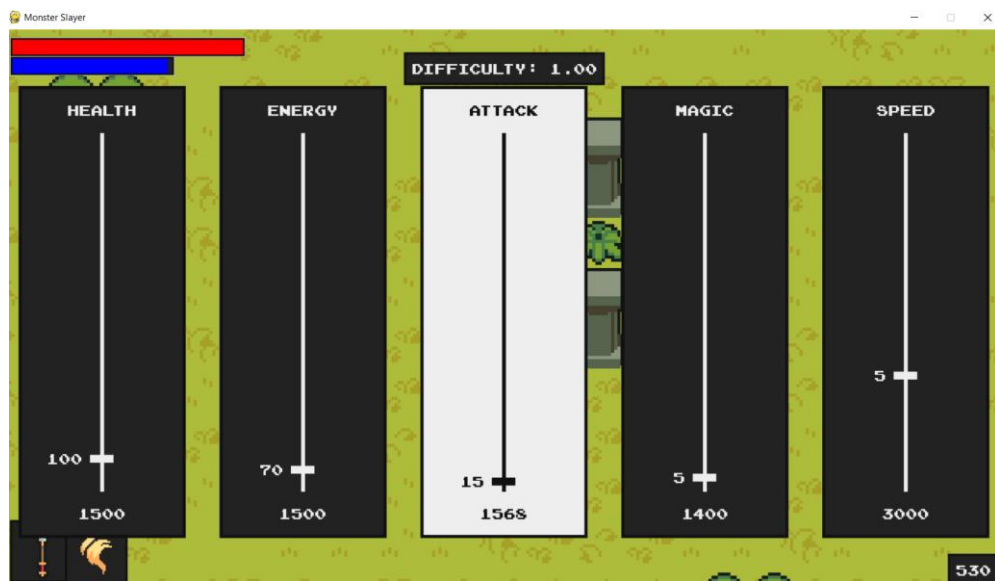 Monster Slayer
DIFFICULTY: 1.00
HEALTH
100
1500
ENERGY
70
1500
ATTACK
15
1568
MAGIC
5
1400
SPEED
5
3000
530